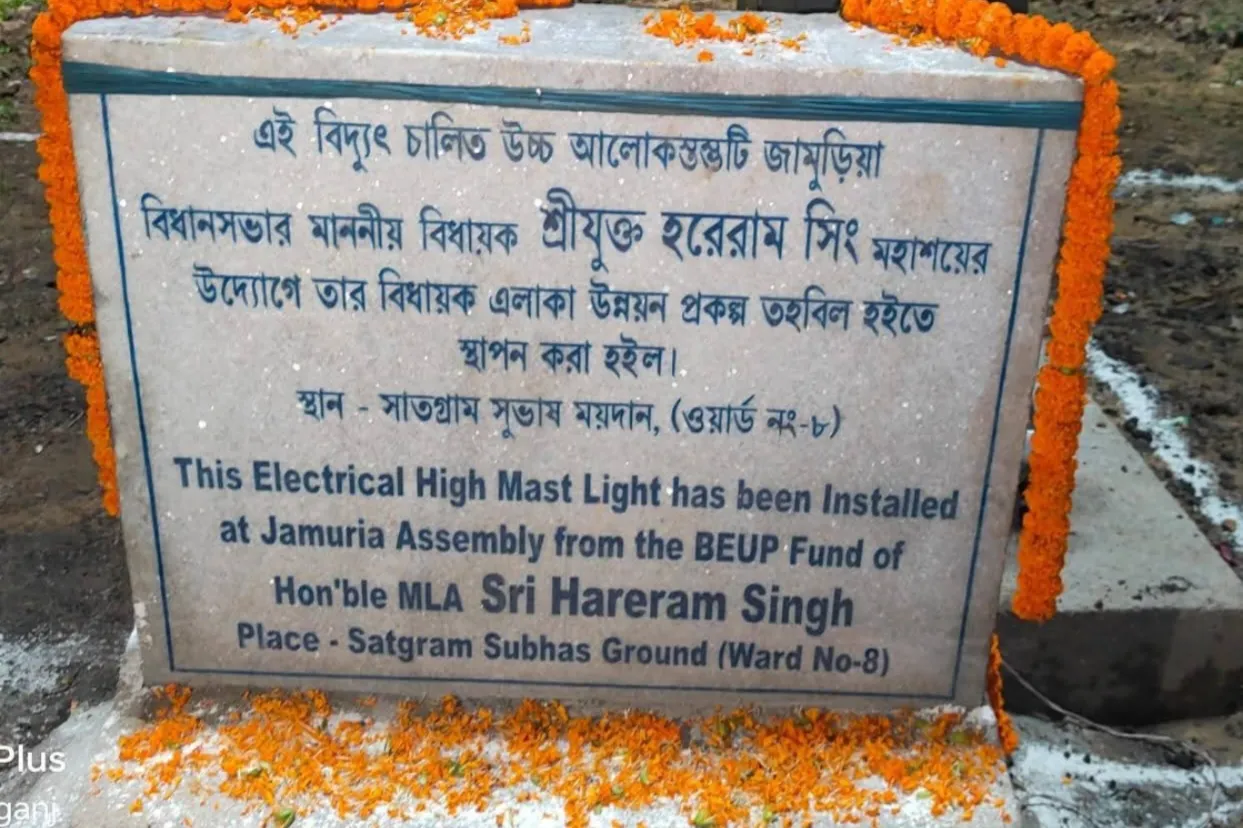 এই বিদ্যুৎ চালিত উচ্চ আলোকস্তম্ভটি জামুড়িয়া
বিধানসভার মাননীয় বিধায়ক শ্রীযুক্ত হরেরাম সিং মহাশয়ের
উদ্যোগে তার বিধায়ক এলাকা উন্নয়ন প্রকল্প তহবিল হইতে
স্থাপন করা হইল।
স্থান - সাতগ্রাম সুভাষ ময়দান, (ওয়ার্ড নং-৮)
This Electrical High Mast Light has been Installed
at Jamuria Assembly from the BEUP Fund of
Hon'ble MLA Sri Hareram Singh
Place - Satgram Subhas Ground (Ward No-8)
Plus
ganj